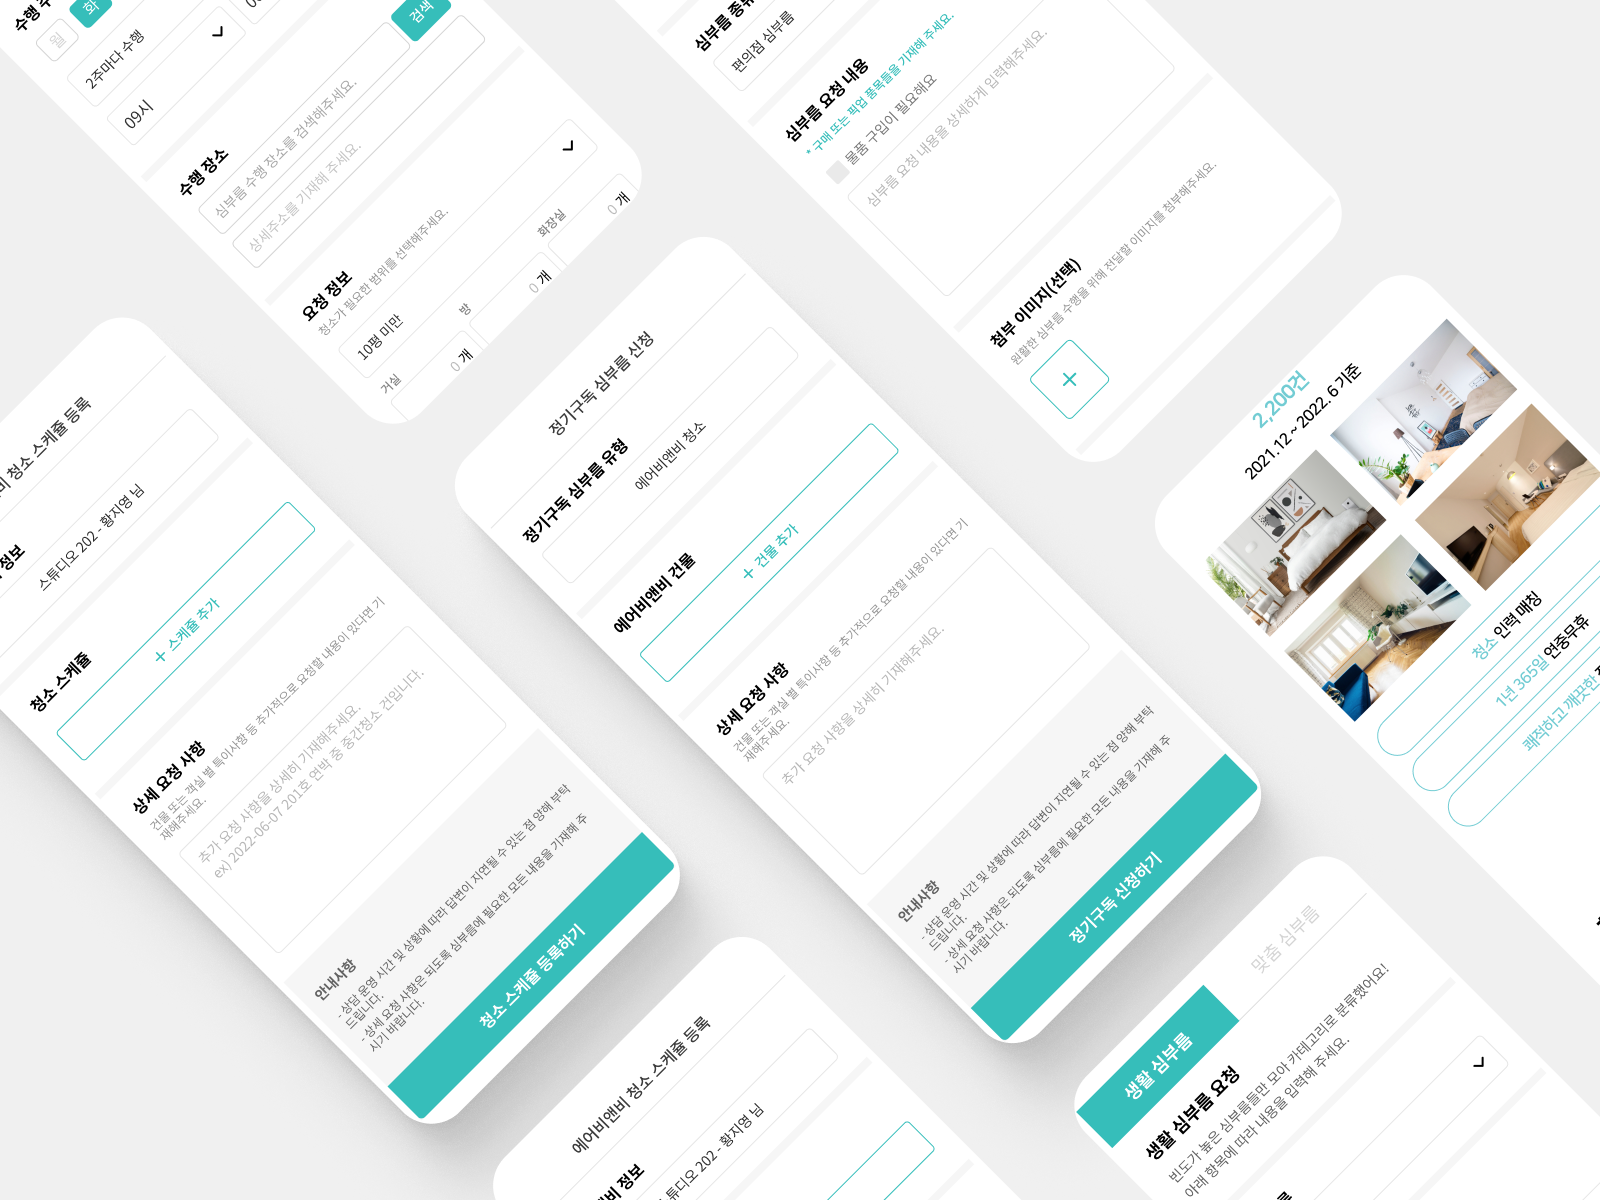 수행 주
월
화
2주마다 수행
09시
수행 장소
심부름 수행 장소를 검색해주세요.
검색
상세주소를 기재해 주세요.
요청 정보
청소가 필요한 범위를 선택해주세요.
10평 미만
방
0 개
화장실
0 개
거실
0 개
심부름 종류
편의점 심부름
심부름 요청 내용
* 구매 또는 픽업 품목들을 기재해 주세요.
물품 구입이 필요해요
심부름 요청 내용을 상세하게 입력해주세요.
첨부 이미지(선택)
원활한 심부름 수행을 위해 전달할 이미지를 첨부해주세요.
+
비 청소 스케쥴 등록
정보
스튜디오 202 - 황지영 님
청소 스케쥴
+ 스케쥴 추가
상세 요청 사항
건물 또는 객실 별 특이사항 등 추가적으로 요청할 내용이 있다면 기
재해주세요.
추가 요청 사항을 상세히 기재해주세요.
ex) 2022-06-07 201호 연박 중 중간청소 건입니다.
안내사항
- 상담 운영 시간 및 상황에 따라 답변이 지연될 수 있는 점 양해 부탁
드립니다.
- 상세 요청 사항은 되도록 심부름에 필요한 모든 내용을 기재해 주
시기 바랍니다.
청소 스케쥴 등록하기
정기구독 심부름 신청
정기구독 심부름 유형
에어비앤비 청소
에어비앤비 건물
+ 건물 추가
상세 요청 사항
건물 또는 객실 별 특이사항 등 추가적으로 요청할 내용이 있다면 기
재해주세요.
추가 요청 사항을 상세히 기재해주세요.
안내사항
- 상담 운영 시간 및 상황에 따라 답변이 지연될 수 있는 점 양해 부탁
드립니다.
- 상세 요청 사항은 되도록 심부름에 필요한 모든 내용을 기재해 주
시기 바랍니다.
정기구독 신청하기
2,200건
2021.12 ~ 2022. 6 기준
청소 인력 매칭
1년 365일 연중무휴
쾌적하고 깨끗한
에어비앤비 청소 스케쥴 등록
비 정보
스튜디오 202 - 황지영 님
생활 심부름
맞춤 심부름
생활 심부름 요청
빈도가 높은 심부름들만 모아 카테고리로 분류했어요!
아래 항목에 따라 내용을 입력해 주세요.